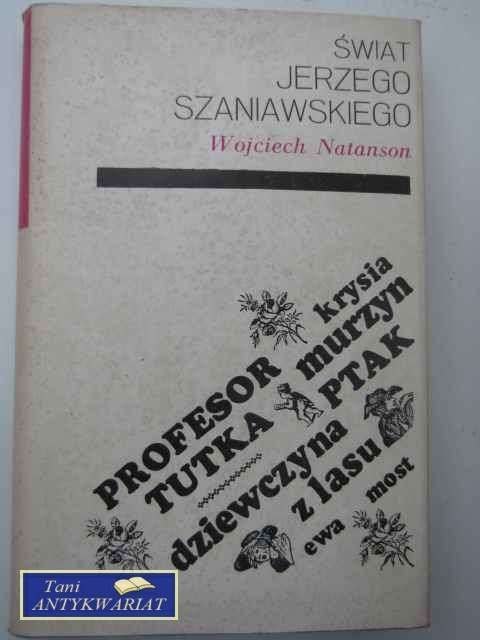 ŚWIAT
JERZEGO
SZANIAWSKIEGO
Wojciech Natanson
krysia
PROFESOR murzyn
TUTKA PTAK
dziewczyna
z lasu
ewa most
Tani
ANTYKWARIAT